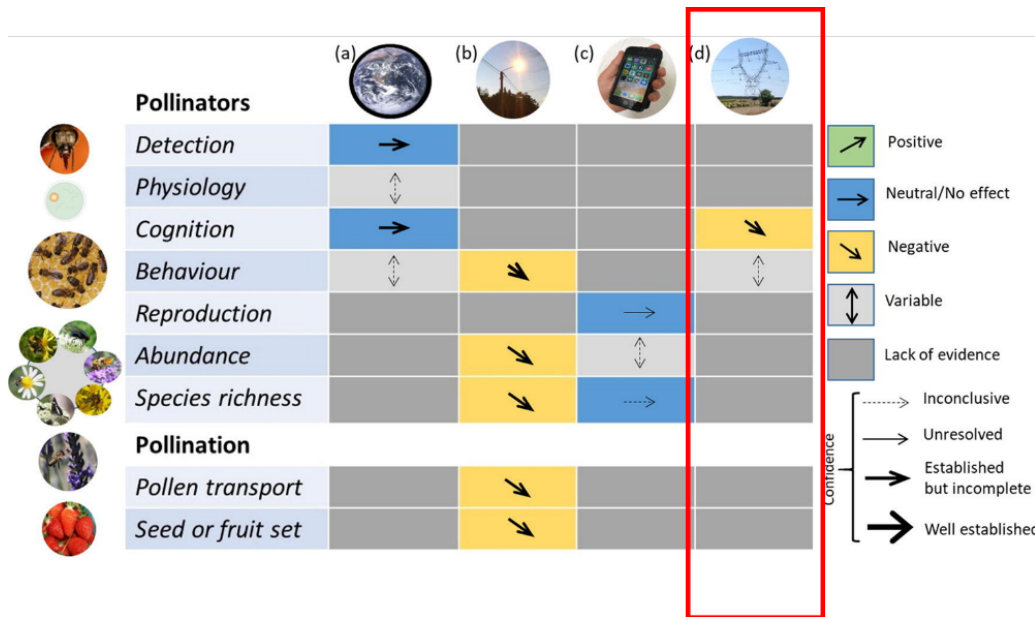 (a)
(b)
(c)
(d)
Pollinators
Detection
Physiology
Cognition
Behaviour
Reproduction
Abundance
Species richness
Pollination
Pollen transport
Seed or fruit set
Positive
Neutral/No effect
Negative
Variable
Lack of evidence
Confidence
Inconclusive
Unresolved
Established
but incomplete
Well established